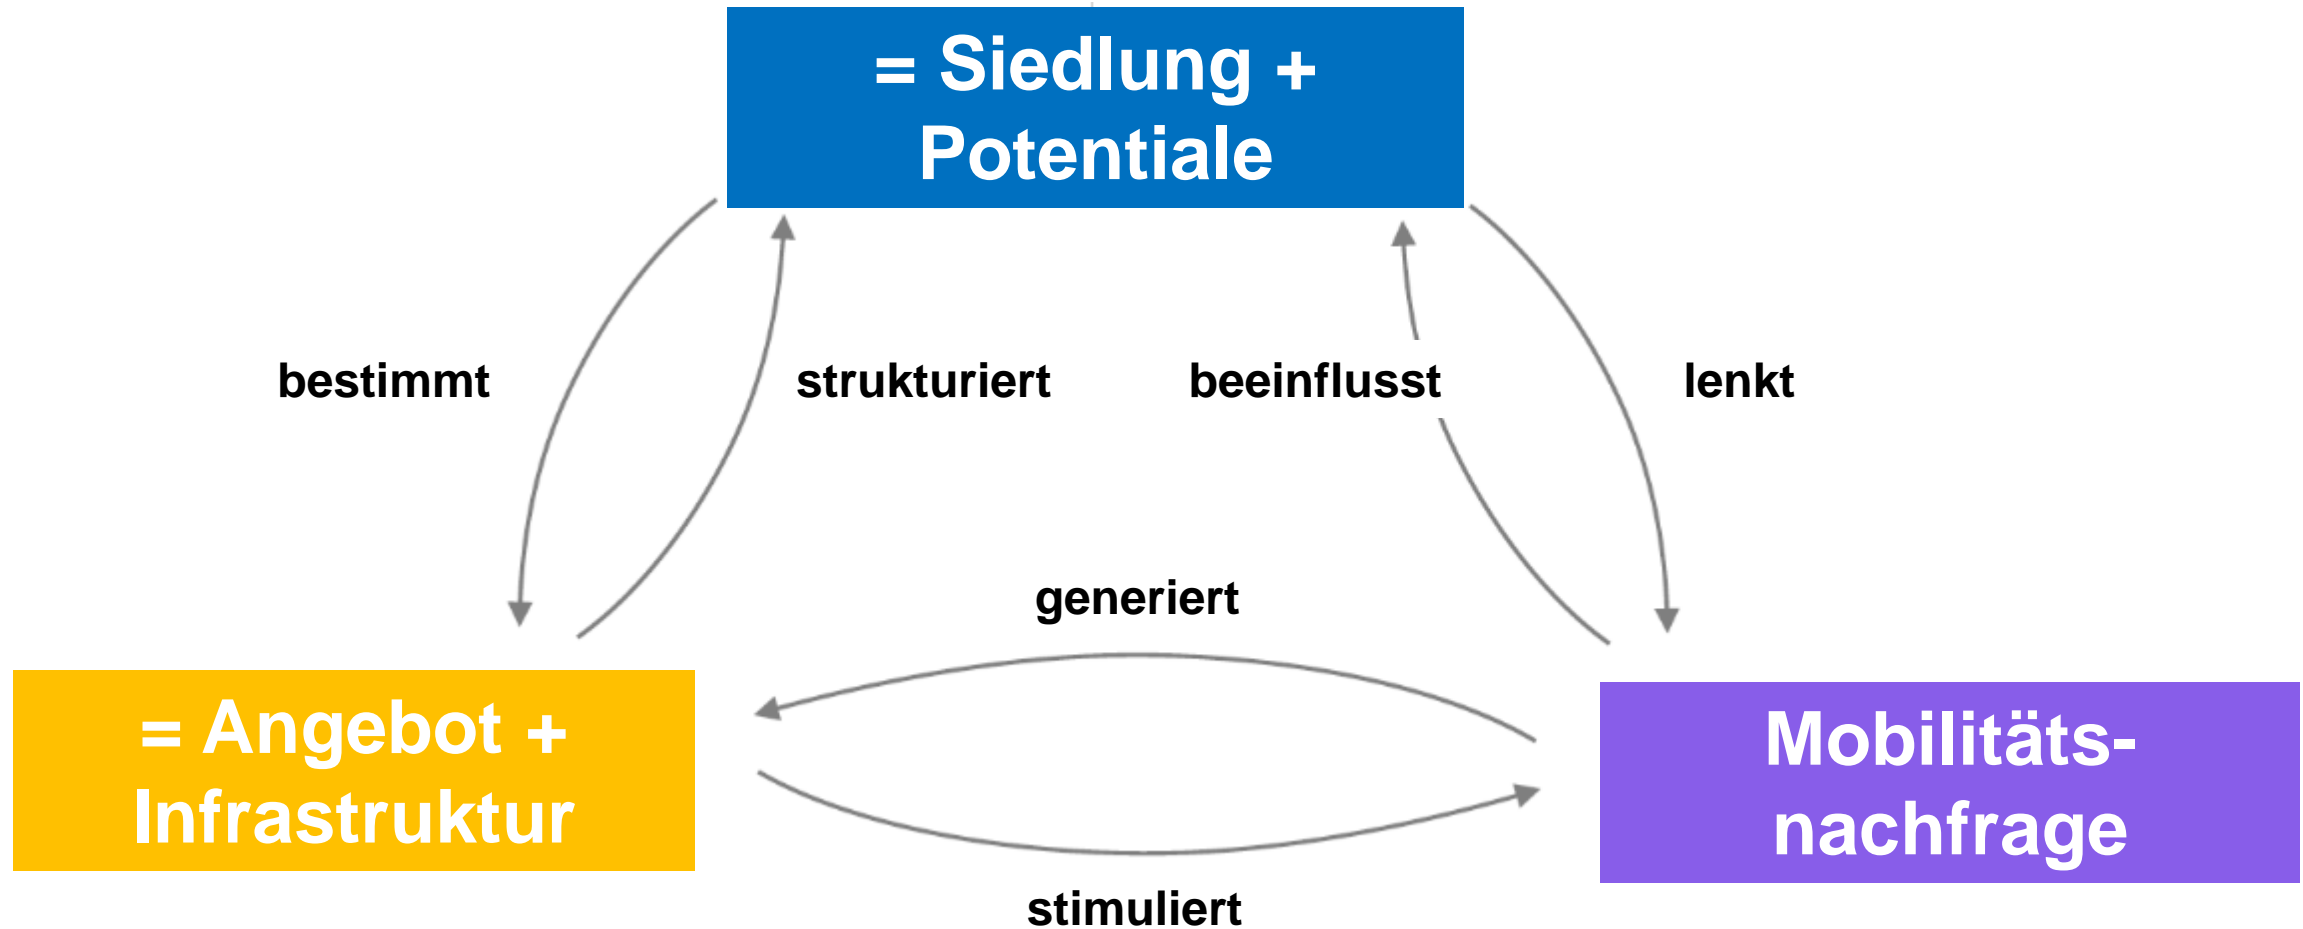 = Siedlung +
Potentiale
bestimmt
strukturiert
beeinflusst
lenkt
generiert
= Angebot +
Infrastruktur
Mobilitäts-
nachfrage
stimuliert